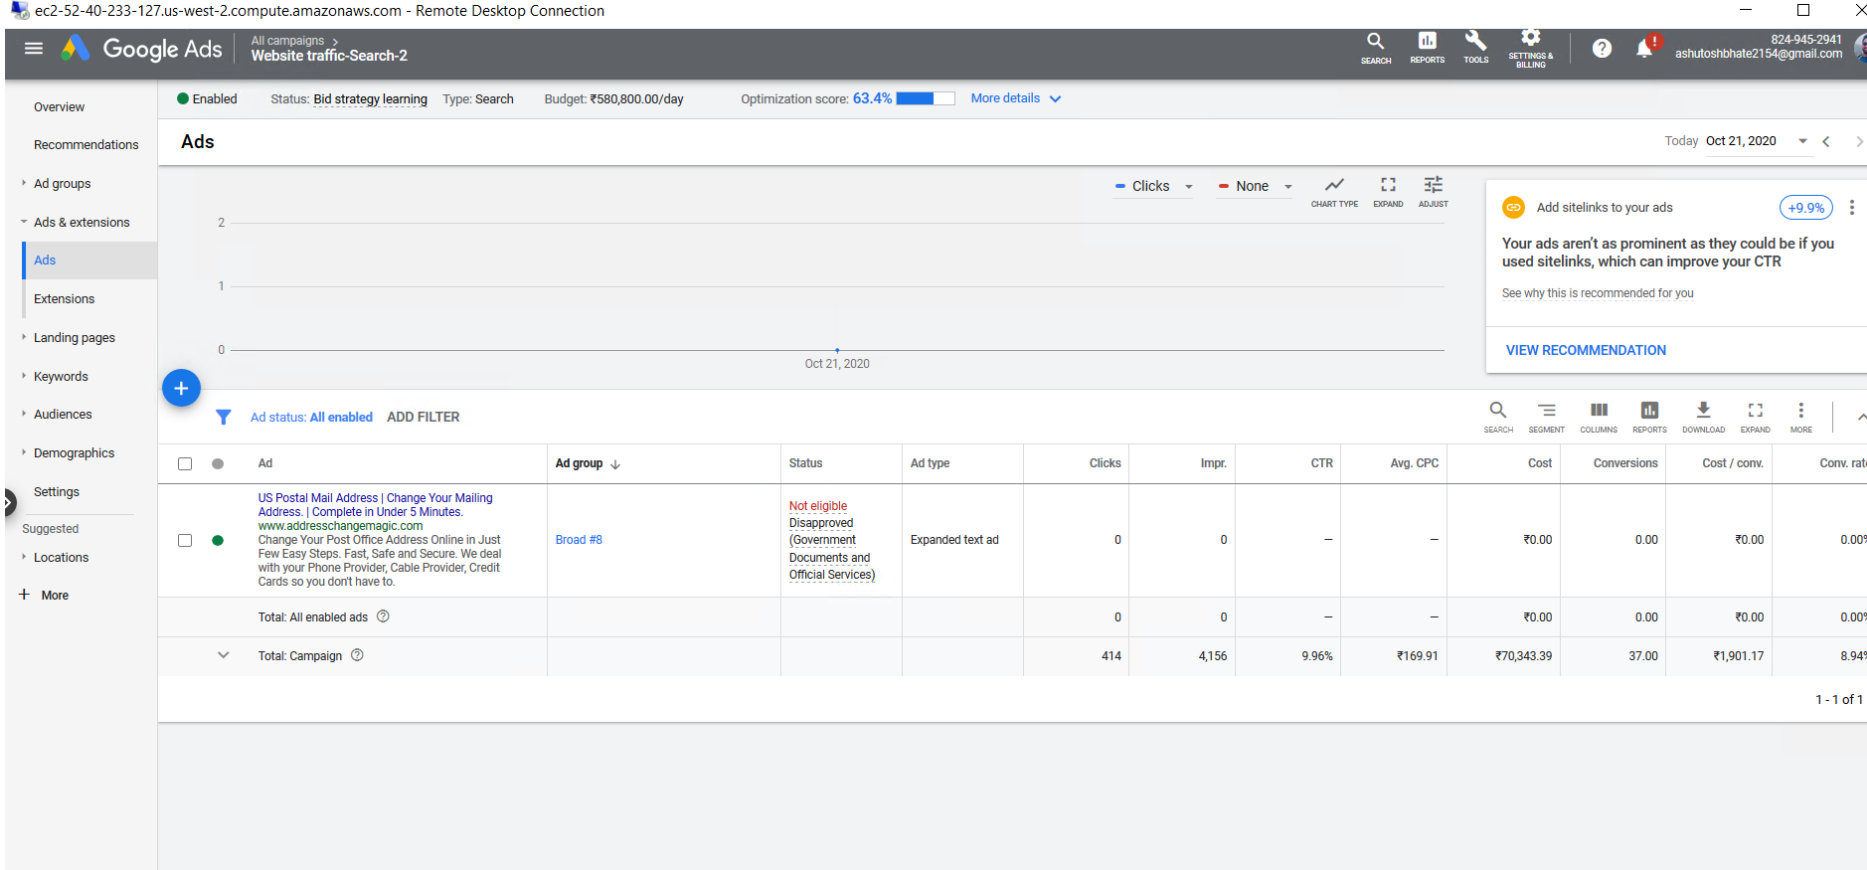 ec2-52-40-233-127.us-west-2.compute.amazonaws.com - Remote Desktop Connection
Google Ads
All campaigns >
Website traffic-Search-2
SEARCH
REPORTS
TOOLS
SETTINGS &
BILLING
824-945-2941
ashutoshbhate2154@gmail.com
Enabled Status: Bid strategy learning Type: Search Budget: ₹580,800.00/day Optimization score: 63.4% More details
Overview
Recommendations
Ad groups
Ads & extensions
Ads
Extensions
Landing pages
Keywords
Audiences
Demographics
Settings
Suggested
Locations
+ More
Ads
Today Oct 21, 2020
Clicks
None
CHART TYPE
EXPAND
ADJUST
2
1
0
Oct 21, 2020
Add sitelinks to your ads
+9.9%
Your ads aren't as prominent as they could be if you
used sitelinks, which can improve your CTR
See why this is recommended for you
VIEW RECOMMENDATION
Ad status: All enabled ADD FILTER
SEARCH
SEGMENT
COLUMNS
REPORTS
DOWNLOAD
EXPAND
MORE
Ad Ad group Status Ad type Clicks Impr. CTR Avg. CPC Cost Conversions Cost / conv. Conv. rate
US Postal Mail Address | Change Your Mailing
Address. | Complete in Under 5 Minutes.
www.addresschangemagic.com
Change Your Post Office Address Online in Just
Few Easy Steps. Fast, Safe and Secure. We deal
with your Phone Provider, Cable Provider, Credit
Cards so you don't have to.
Broad #8
Not eligible
Disapproved
(Government
Documents and
Official Services)
Expanded text ad
0 0 – – ₹0.00 0.00 ₹0.00 0.00%
Total: All enabled ads 0 0 – – ₹0.00 0.00 ₹0.00 0.00%
Total: Campaign 414 4,156 9.96% ₹169.91 ₹70,343.39 37.00 ₹1,901.17 8.94%
1 - 1 of 1